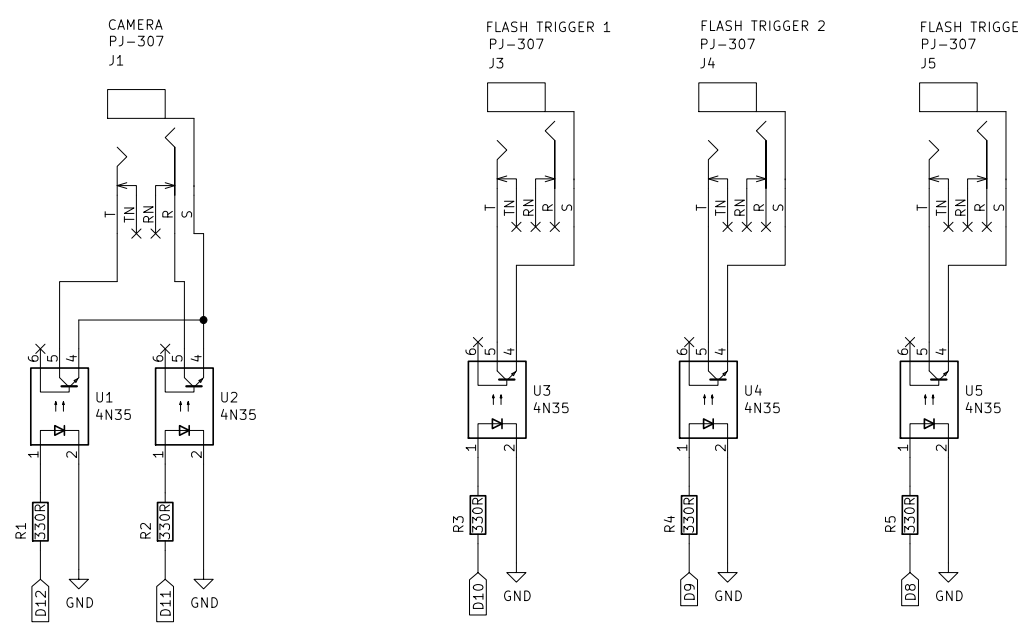 CAMERA
PJ-307
J1
FLASH TRIGGER 1
PJ-307
J3
FLASH TRIGGER 2
PJ-307
J4
FLASH TRIGGE
PJ-307
J5
T
TN
RN
R
S
T
TN
RN
R
S
T
TN
RN
R
S
T
TN
RN
R
S
6
5
4
6
5
4
6
5
4
6
5
4
6
5
4
U1
4N35
U2
4N35
U3
4N35
U4
4N35
U5
4N35
1
2
1
2
1
2
1
2
1
2
R1
330R
R2
330R
R3
330R
R4
330R
R5
330R
D12
GND
D11
GND
D10
GND
D9
GND
D8
GND